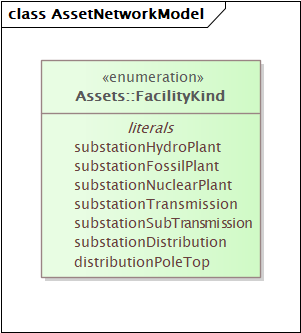 class AssetNetworkModel
«enumeration»
Assets::FacilityKind
literals
substationHydroPlant
substationFossilPlant
substationNuclearPlant
substationTransmission
substationSubTransmission
substationDistribution
distributionPoleTop